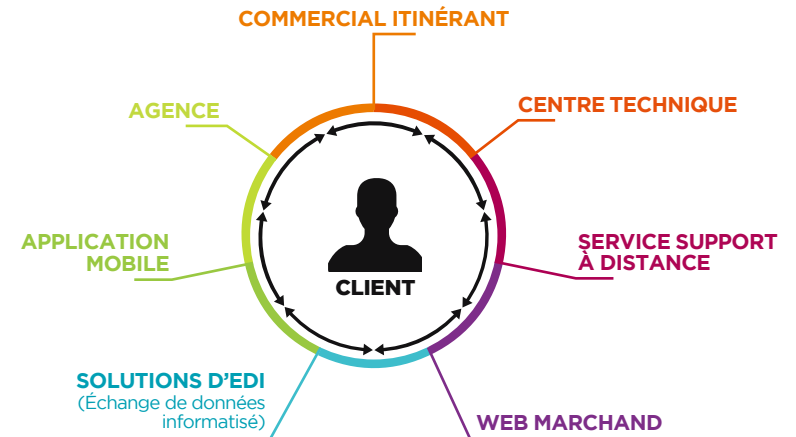 COMMERCIAL ITINÉRANT
AGENCE
CENTRE TECHNIQUE
APPLICATION
MOBILE
SERVICE SUPPORT
À DISTANCE
CLIENT
SOLUTIONS D'EDI
(Échange de données
informatisé)
WEB MARCHAND